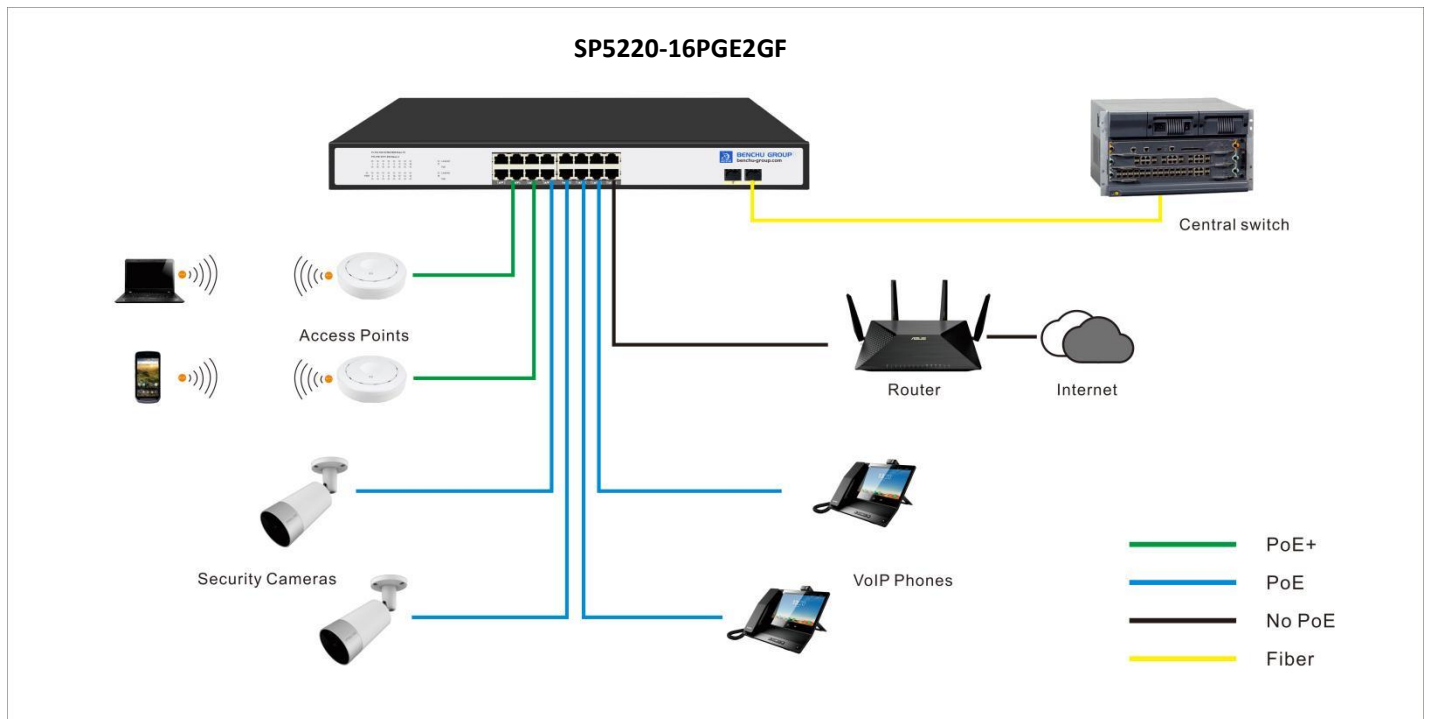 SP5220-16PGE2GF
BENCHU GROUP
benchu-group.com
Central switch
Access Points
Router
Internet
Security Cameras
VoIP Phones
PoE+
PoE
No PoE
Fiber